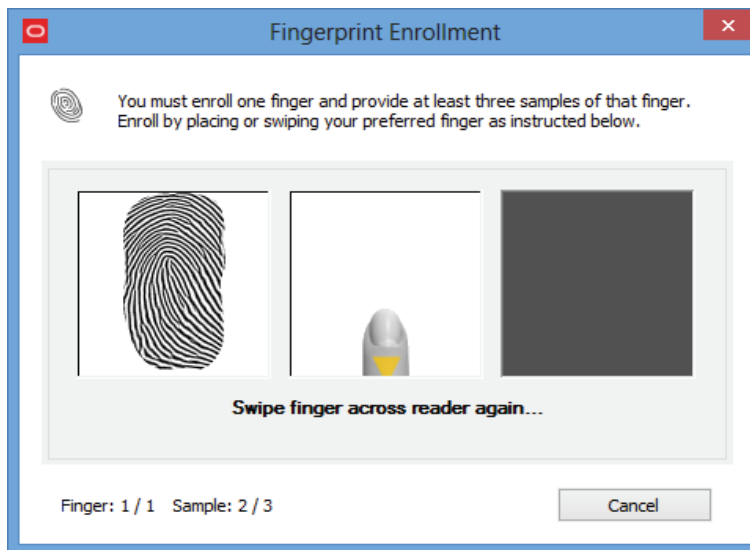 Fingerprint Enrollment
You must enroll one finger and provide at least three samples of that finger.
Enroll by placing or swiping your preferred finger as instructed below.
Swipe finger across reader again...
Finger: 1 / 1 Sample: 2 / 3
Cancel